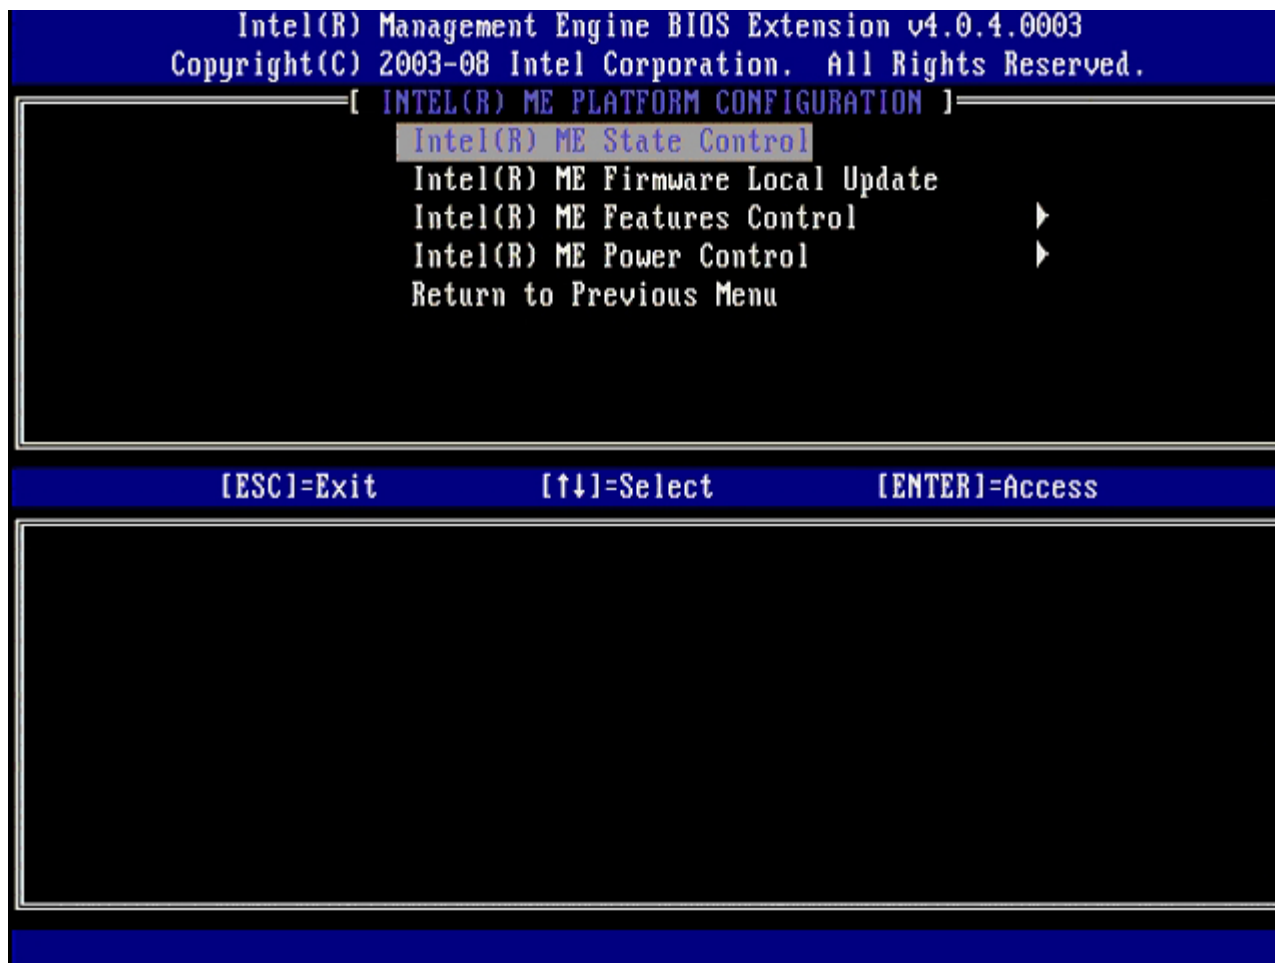 Intel(R) Management Engine BIOS Extension v4.0.4.0003
Copyright(C) 2003-08 Intel Corporation. All Rights Reserved.
[ INTEL(R) ME PLATFORM CONFIGURATION ]
Intel(R) ME State Control
Intel(R) ME Firmware Local Update
Intel(R) ME Features Control ►
Intel(R) ME Power Control ►
Return to Previous Menu
[ESC]=Exit [↑↓]=Select [ENTER]=Access